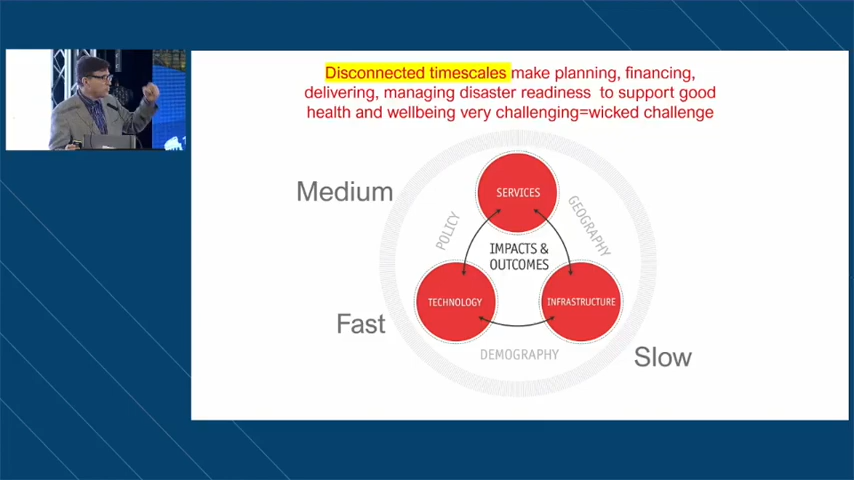 Disconnected timescales make planning, financing,
delivering, managing disaster readiness to support good
health and wellbeing very challenging=wicked challenge
Medium
SERVICES
POLICY
GEOGRAPHY
IMPACTS &
OUTCOMES
TECHNOLOGY
INFRASTRUCTURE
Fast
DEMOGRAPHY
Slow